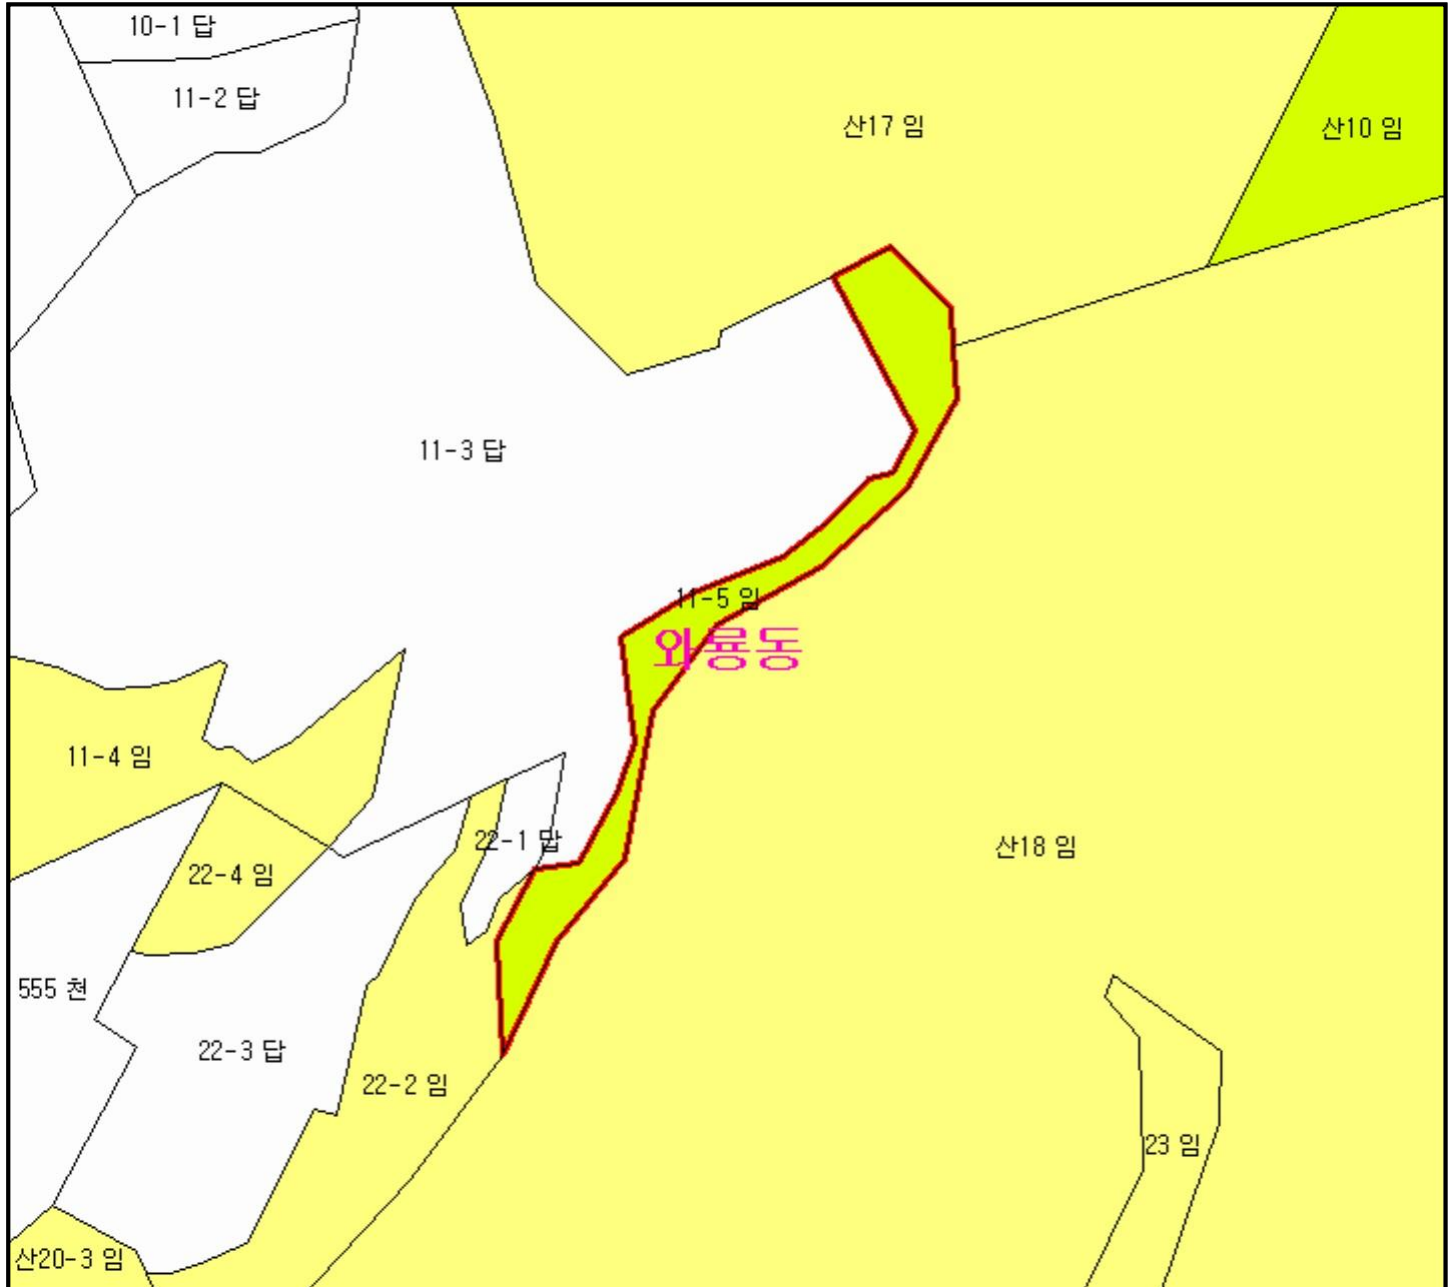 10-1 답
11-2 답
산17 임
산10 임
11-3 답
11-5 임
와룡동
11-4 임
22-1 답
산18 임
22-4 임
555 천
22-3 답
22-2 임
23 임
산20-3 임